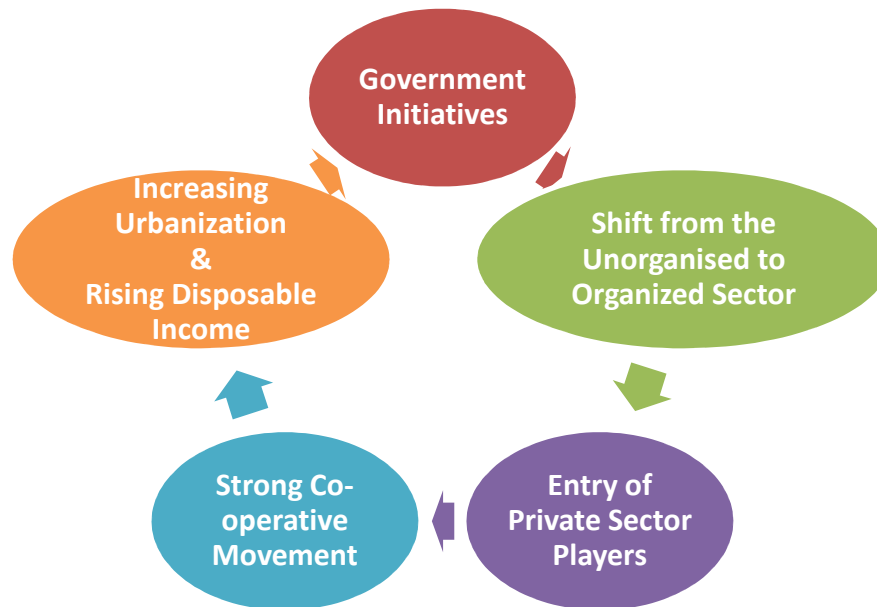 Government
Initiatives
Shift from the
Unorganised to
Organized Sector
Entry of
Private Sector
Players
Strong Co-
operative
Movement
Increasing
Urbanization
&
Rising Disposable
Income